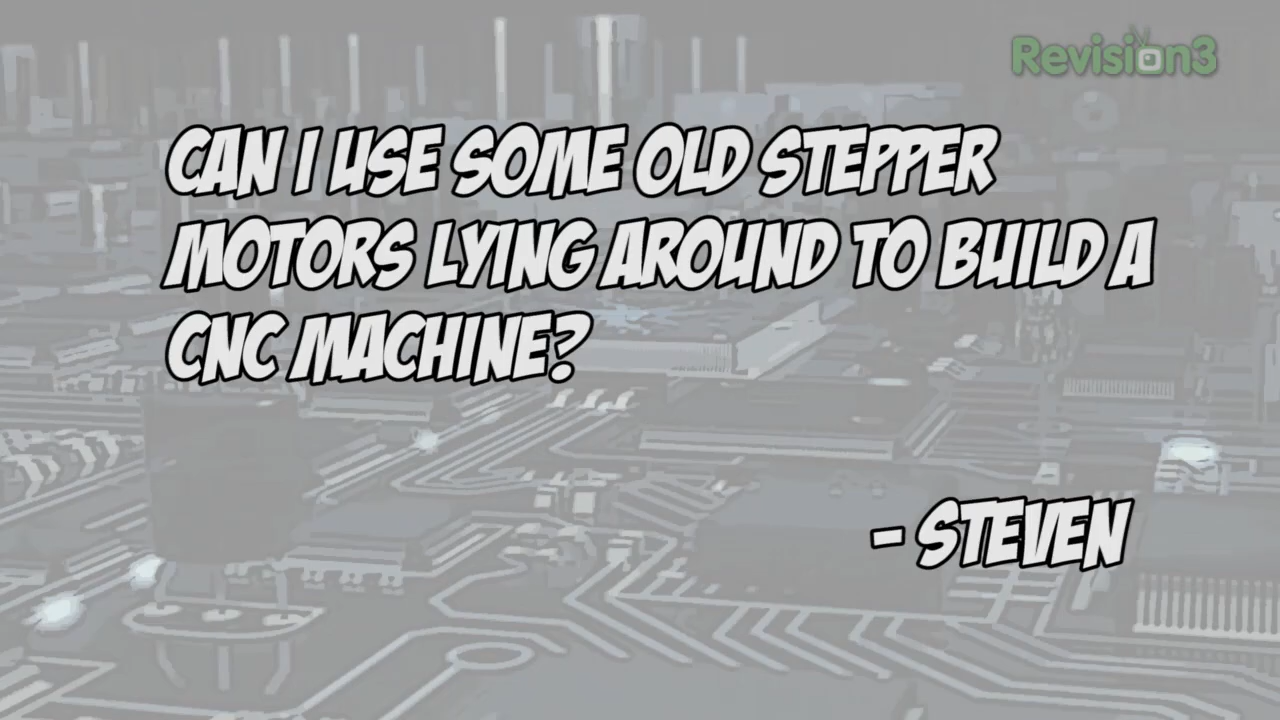 Revision3
CAN I USE SOME OLD STEPPER
MOTORS LYING AROUND TO BUILD A
CNC MACHINE?
- STEVEN